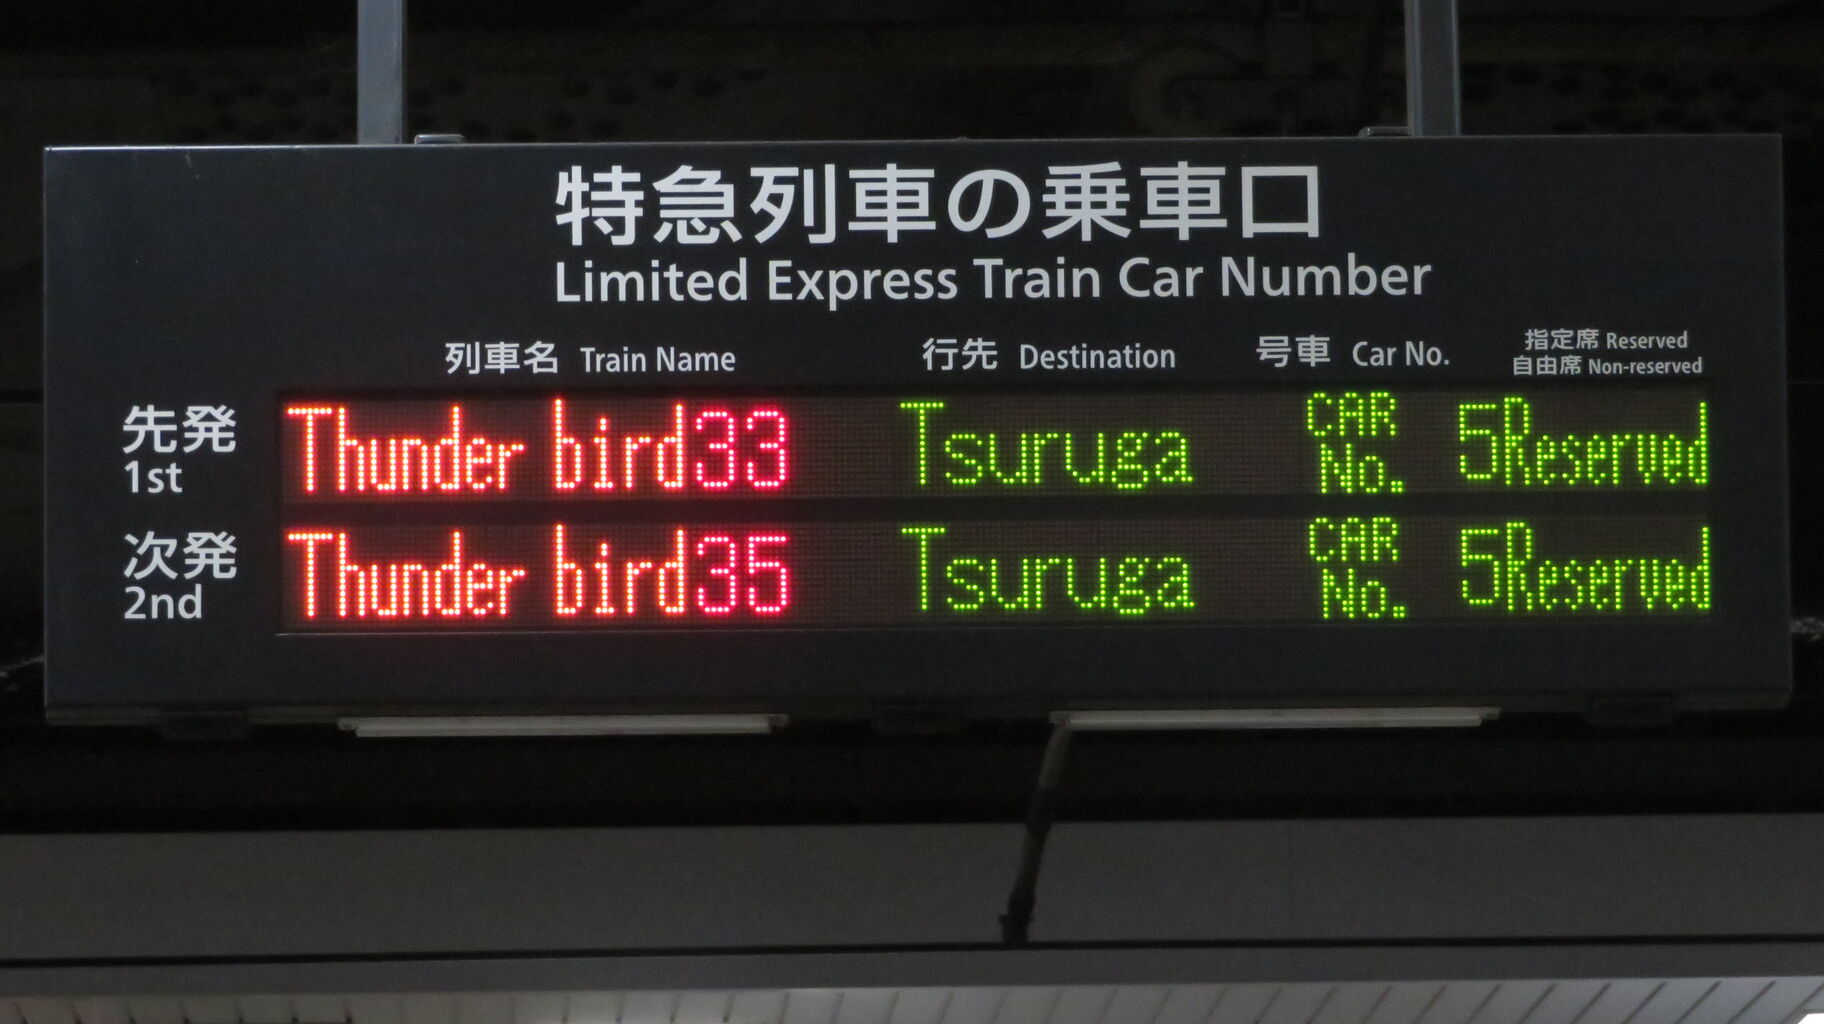 特急列車の乗車口
Limited Express Train Car Number
列車名 Train Name 行先 Destination 号車 Car No. 指定席 Reserved
自由席 Non-reserved
先発 Thunder bird33 Tsuruga CAR No. 5Reserved
1st
次発 Thunder bird35 Tsuruga CAR No. 5Reserved
2nd